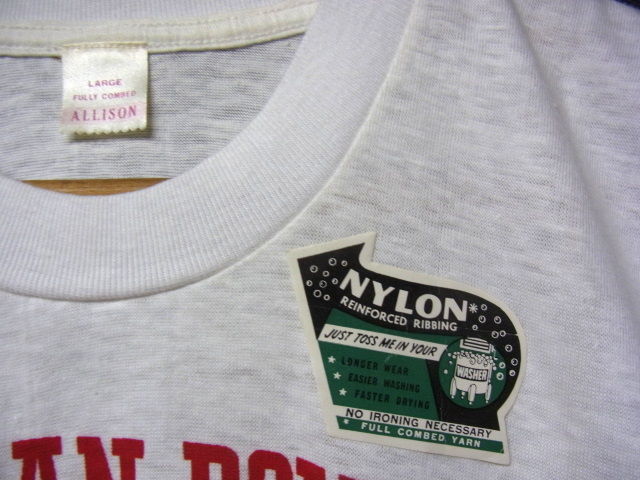 LARGE
FULLY COMBED
ALLISON
NYLON*
REINFORCED RIBBING
JUST TOSS ME IN YOUR
WASHER
★ LONGER WEAR
★ EASIER WASHING
★ FASTER DRYING
NO IRONING NECESSARY
* FULL COMBED YARN